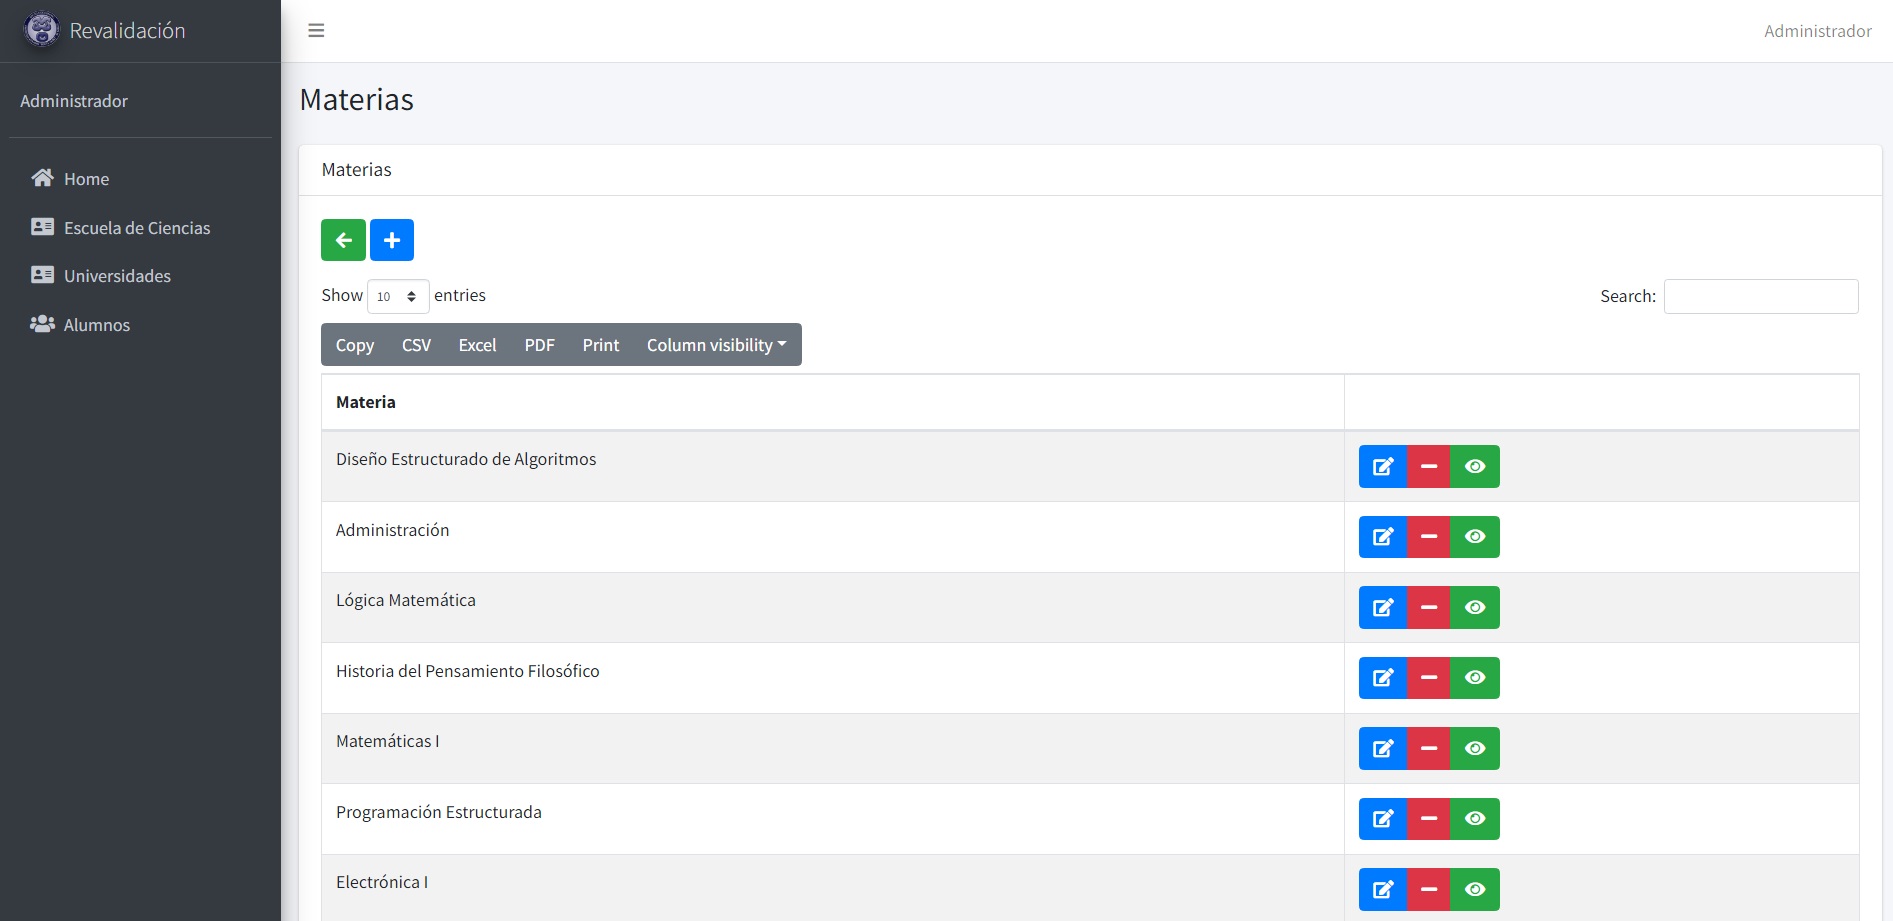 Revalidación
Administrador
Administrador
Home
Escuela de Ciencias
Universidades
Alumnos
Materias
Materias
Show 10 entries
Search:
Copy CSV Excel PDF Print Column visibility
Materia
Diseño Estructurado de Algoritmos
Administración
Lógica Matemática
Historia del Pensamiento Filosófico
Matemáticas I
Programación Estructurada
Electrónica I